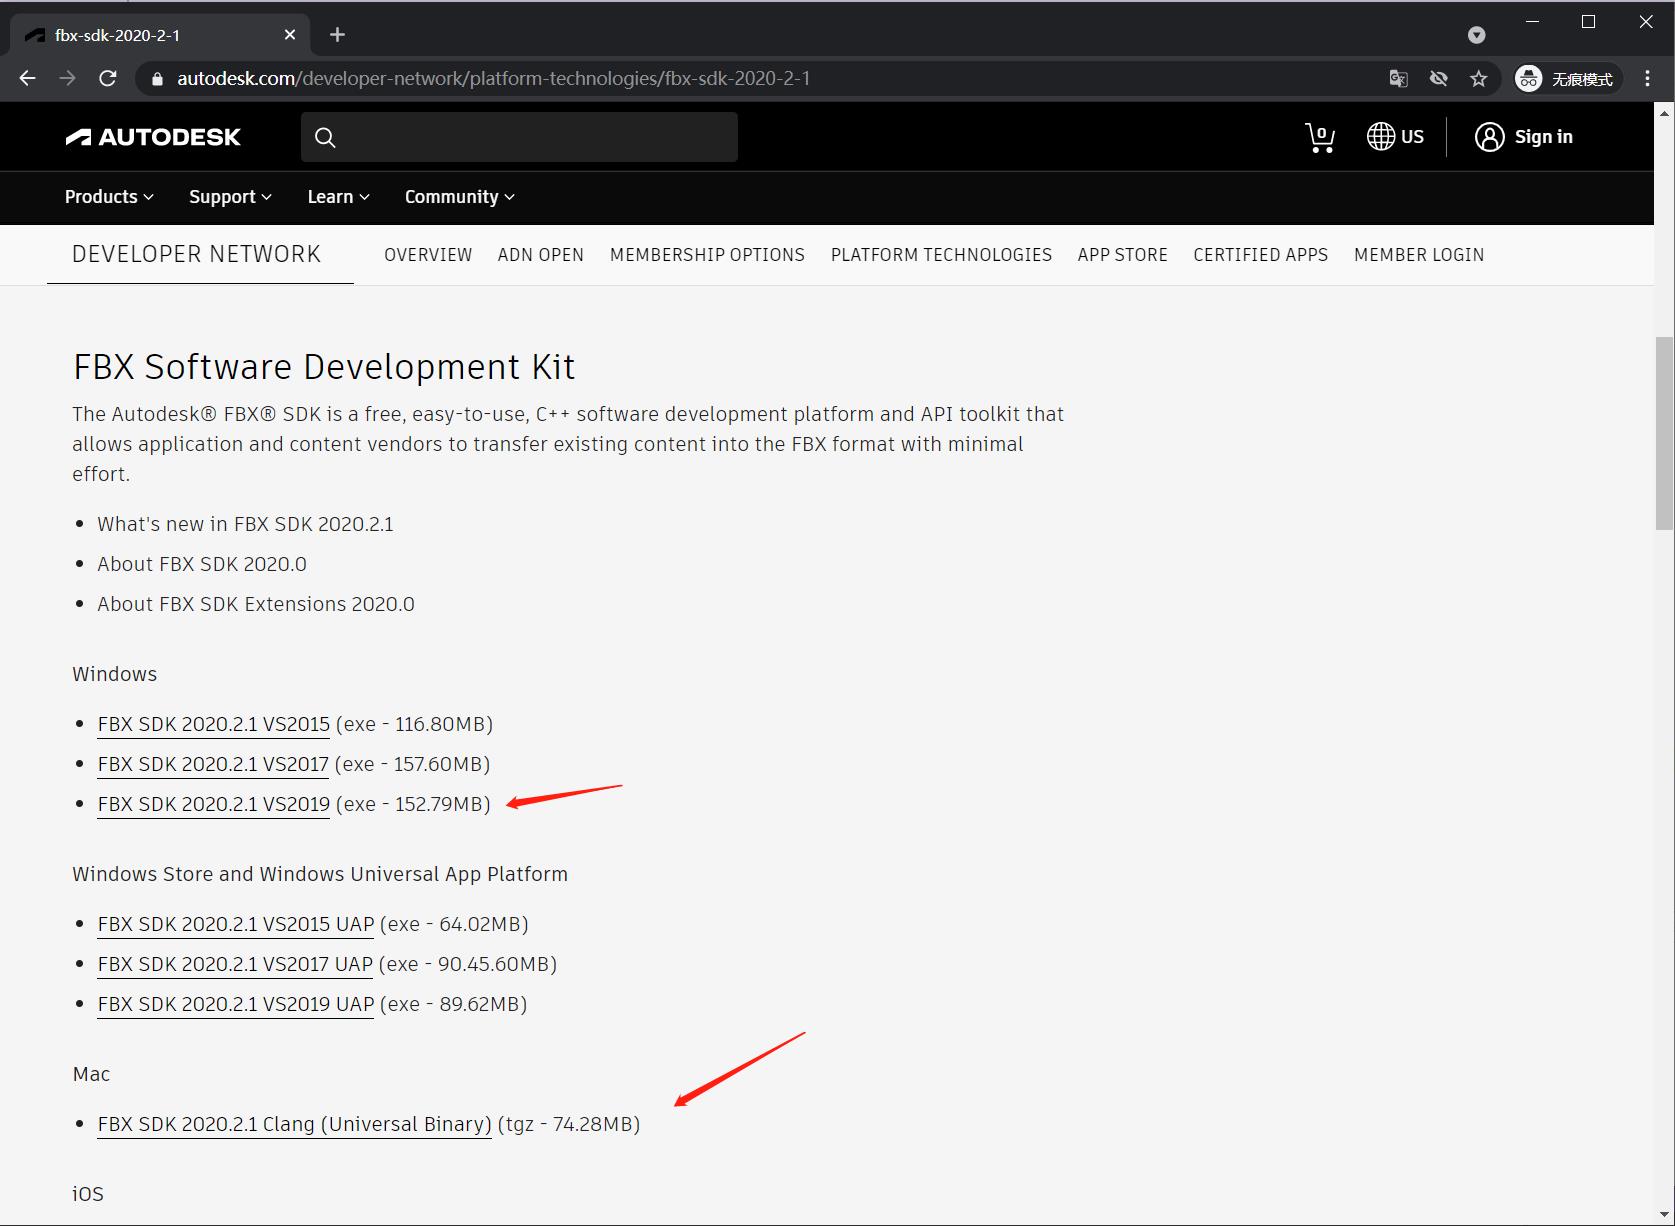 fbx-sdk-2020-2-1
autodesk.com/developer-network/platform-technologies/fbx-sdk-2020-2-1
无痕模式
AUTODESK
0
US
Sign in
Products
Support
Learn
Community
DEVELOPER NETWORK
OVERVIEW
ADN OPEN
MEMBERSHIP OPTIONS
PLATFORM TECHNOLOGIES
APP STORE
CERTIFIED APPS
MEMBER LOGIN
FBX Software Development Kit
The Autodesk® FBX® SDK is a free, easy-to-use, C++ software development platform and API toolkit that
allows application and content vendors to transfer existing content into the FBX format with minimal
effort.
• What's new in FBX SDK 2020.2.1
• About FBX SDK 2020.0
• About FBX SDK Extensions 2020.0
Windows
• FBX SDK 2020.2.1 VS2015 (exe - 116.80MB)
• FBX SDK 2020.2.1 VS2017 (exe - 157.60MB)
• FBX SDK 2020.2.1 VS2019 (exe - 152.79MB)
Windows Store and Windows Universal App Platform
• FBX SDK 2020.2.1 VS2015 UAP (exe - 64.02MB)
• FBX SDK 2020.2.1 VS2017 UAP (exe - 90.45.60MB)
• FBX SDK 2020.2.1 VS2019 UAP (exe - 89.62MB)
Mac
• FBX SDK 2020.2.1 Clang (Universal Binary) (tgz - 74.28MB)
iOS